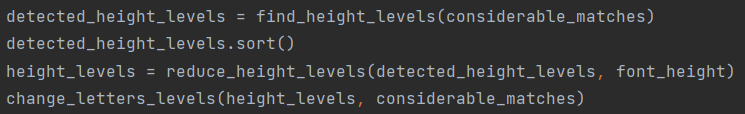 detected_height_levels = find_height_levels(considerable_matches)
detected_height_levels.sort()
height_levels = reduce_height_levels(detected_height_levels, font_height)
change_letters_levels(height_levels, considerable_matches)